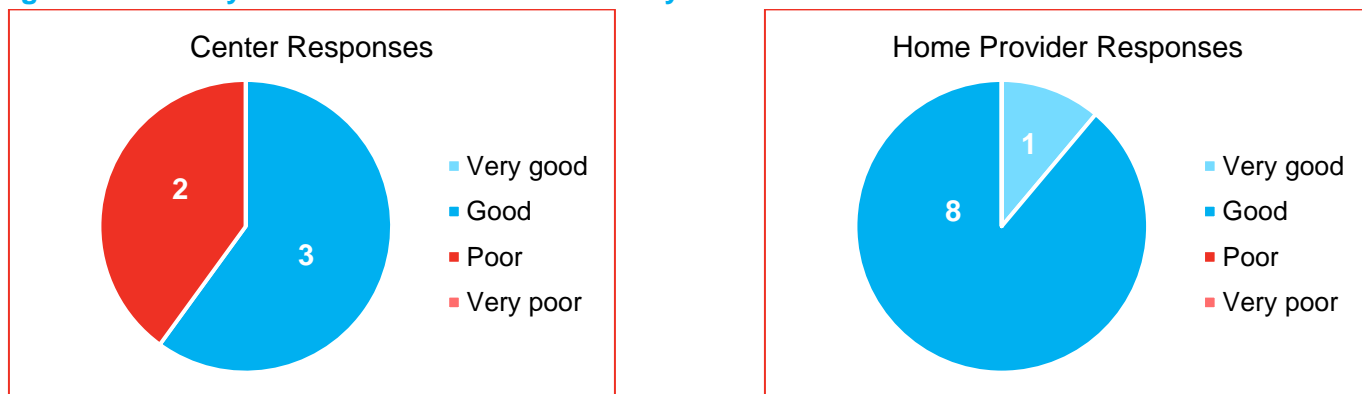 Center Responses
2
3
Very good
Good
Poor
Very poor
Home Provider Responses
1
8
Very good
Good
Poor
Very poor